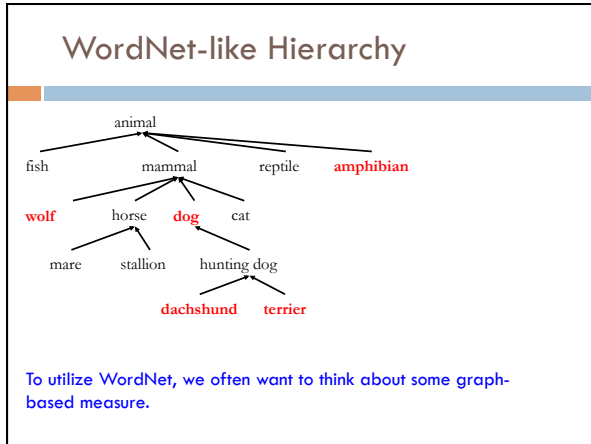 WordNet-like Hierarchy
animal
fish mammal reptile amphibian
wolf horse dog cat
mare stallion hunting dog
dachshund terrier
To utilize WordNet, we often want to think about some graph-
based measure.